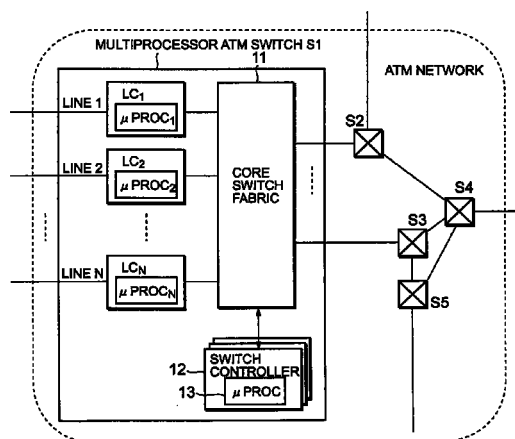 MULTIPROCESSOR ATM SWITCH S1
11
ATM NETWORK
LINE 1
LC1
μ PROC1
LINE 2
LC2
μ PROC2
CORE
SWITCH
FABRIC
S2
S4
S3
S5
LINE N
LCN
μ PROCN
12
SWITCH
CONTROLLER
13
μ PROC